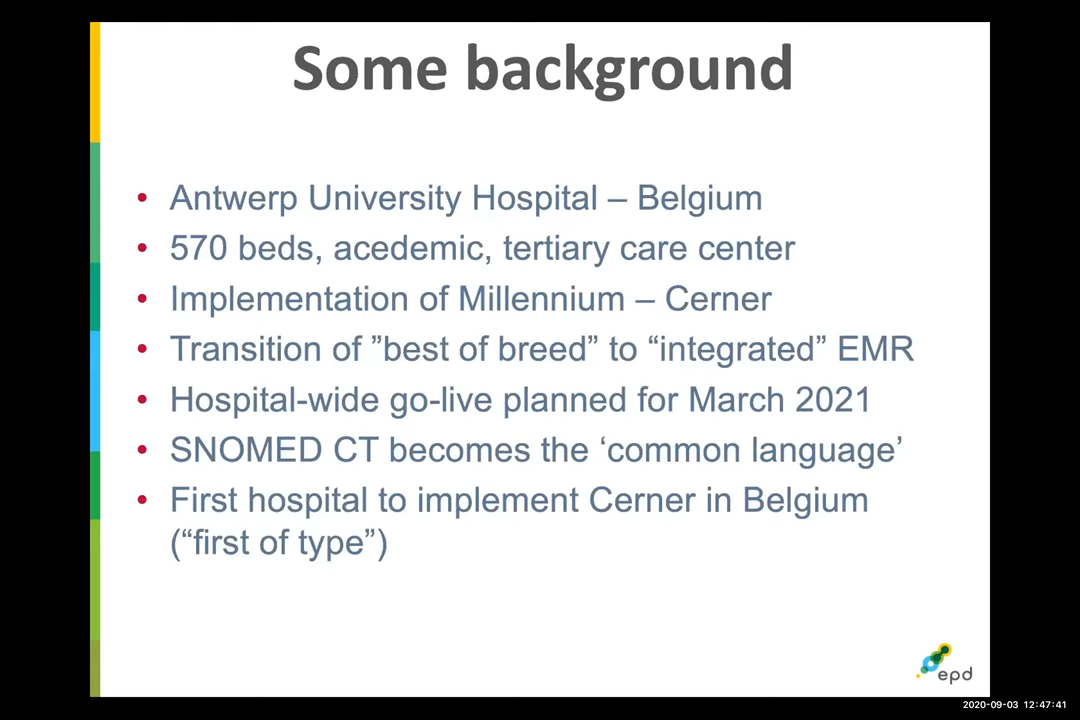 Some background
• Antwerp University Hospital – Belgium
• 570 beds, acedemic, tertiary care center
• Implementation of Millennium – Cerner
• Transition of ”best of breed” to “integrated” EMR
• Hospital-wide go-live planned for March 2021
• SNOMED CT becomes the ‘common language’
• First hospital to implement Cerner in Belgium
(“first of type”)
epd
2020-09-03 12:47:41